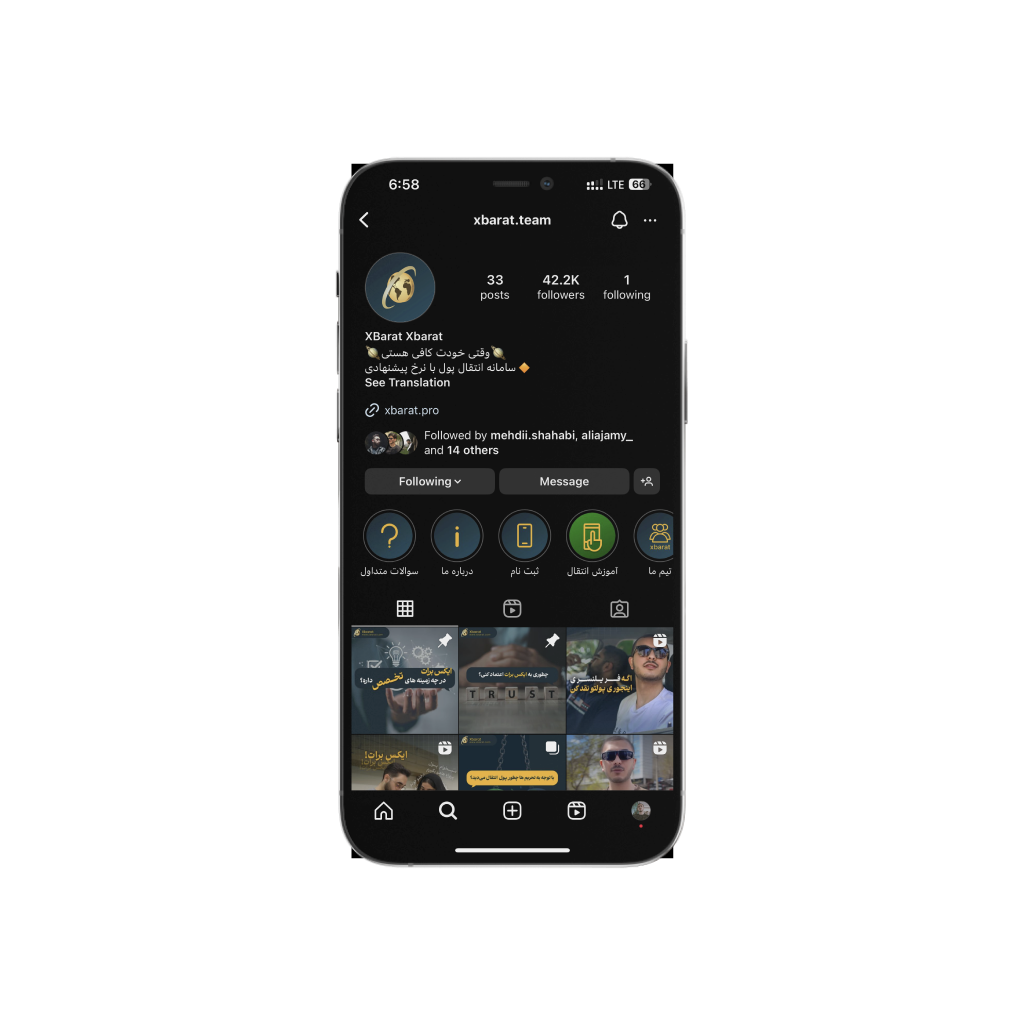 6:58
LTE 66
xbarat.team
33
posts
42.2K
followers
1
following
XBarat Xbarat
🪐وقتی خودت کافی هستی🪐
🔸سامانه انتقال پول با نرخ پیشنهادی
See Translation
xbarat.pro
Followed by mehdii.shahabi, aliajamy_
and 14 others
Following
Message
xbarat
سوالات متداول
درباره ما
ثبت نام
آموزش انتقال
تیم ما
ایکس برات
در چه زمینه های تخصص داره؟
چطوری به ایکس برات اعتماد کنی؟
TRUST
اگه فریلنسری
اینجوری پولتو نقد کن
ایکس برات!
با توجه به تحریم ها چطور پول انتقال می‌دید؟